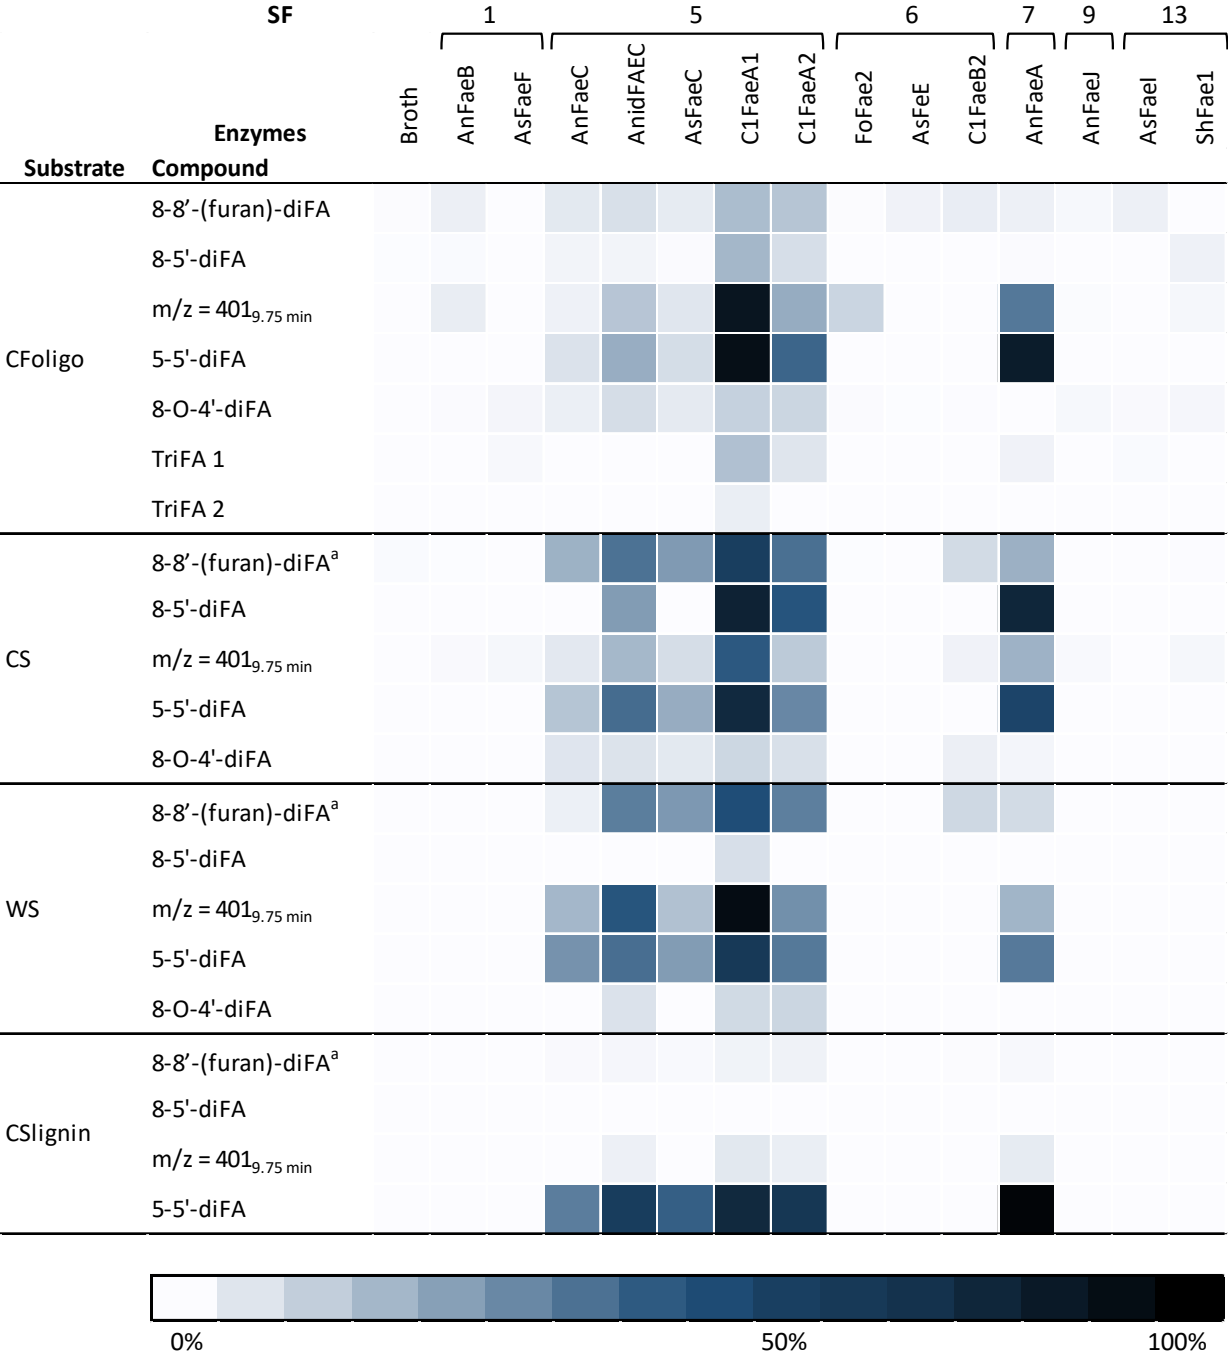 SF 1 5 6 7 9 13
Enzymes Broth AnFaeB AsFaeF AnFaeC AnidFAEC AsFaeC C1FaeA1 C1FaeA2 FoFae2 AsFeE C1FaeB2 AnFaeA AnFaeJ AsFaeI ShFae1
Substrate Compound
8-8’-(furan)-diFA
8-5'-diFA
m/z = 401 9.75 min
CFoligo 5-5'-diFA
8-O-4'-diFA
TriFA 1
TriFA 2
8-8’-(furan)-diFAa
8-5'-diFA
CS m/z = 401 9.75 min
5-5'-diFA
8-O-4'-diFA
8-8’-(furan)-diFAa
8-5'-diFA
WS m/z = 401 9.75 min
5-5'-diFA
8-O-4'-diFA
8-8’-(furan)-diFAa
8-5'-diFA
CSlignin
m/z = 401 9.75 min
5-5'-diFA
0% 50% 100%